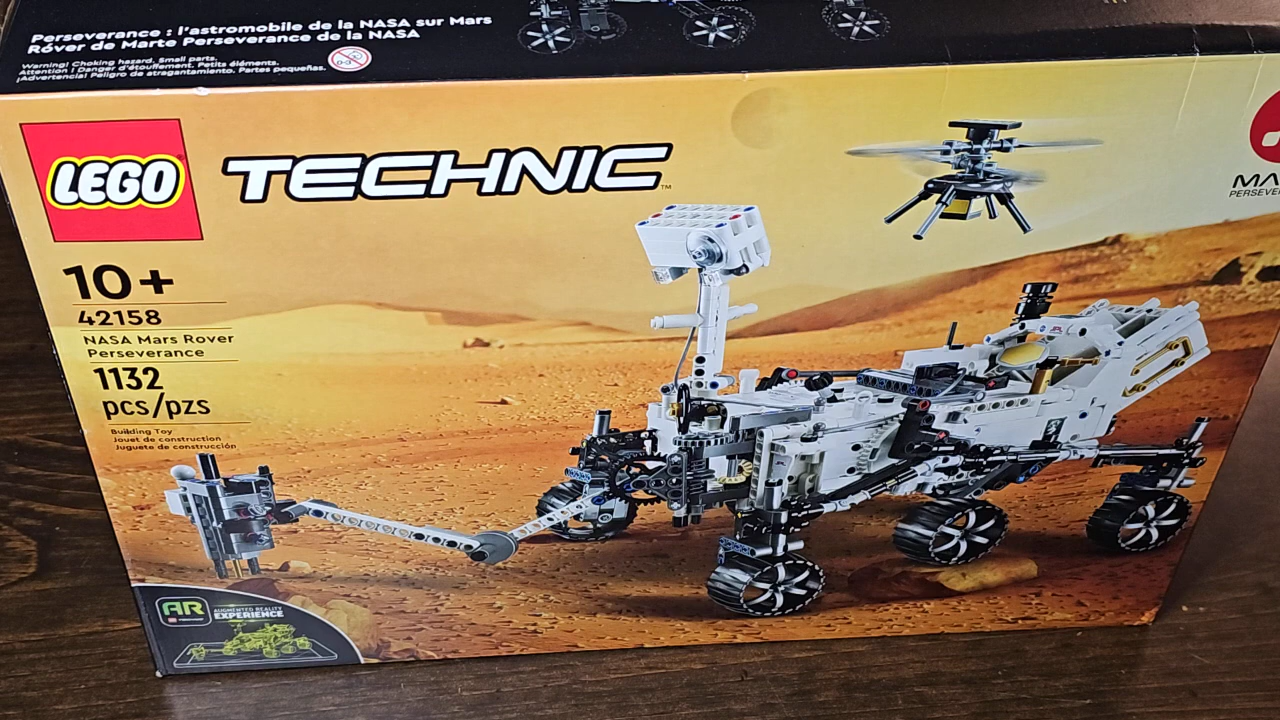 Perseverance : l'astromobile de la NASA sur Mars
Róver de Marte Perseverance de la NASA
Warning! Choking hazard. Small parts.
Attention ! Danger d'étouffement. Petits éléments.
¡Advertencia! Peligro de atragantamiento. Partes pequeñas.
LEGO TECHNIC™
10+
42158
NASA Mars Rover
Perseverance
1132
pcs/pzs
Building Toy
Jouet de construction
Juguete de construcción
AR AUGMENTED REALITY
EXPERIENCE